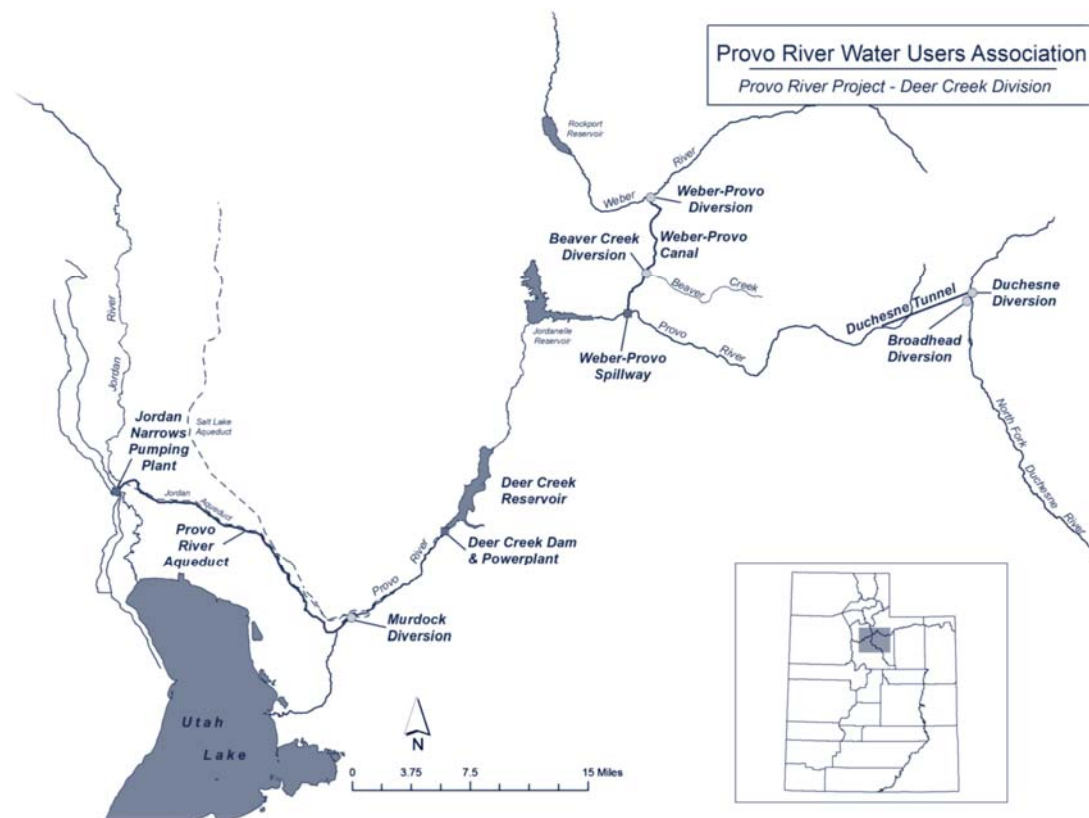 Provo River Water Users Association
Provo River Project - Deer Creek Division
Rockport
Reservoir
Weber
River
Weber-Provo
Diversion
Beaver Creek
Diversion
Weber-Provo
Canal
Beaver
Creek
Duchesne Tunnel
Duchesne
Diversion
Broadhead
Diversion
Jordanelle
Reservoir
Provo
River
Weber-Provo
Spillway
River
Jordan
Salt Lake
Aqueduct
Jordan
Narrows
Pumping
Plant
Jordan
Aqueduct
Provo
River
Aqueduct
North Fork
Duchesne
River
Deer Creek
Reservoir
Deer Creek Dam
& Powerplant
Provo
River
Murdock
Diversion
Utah
Lake
N
0 3.75 7.5 15 Miles